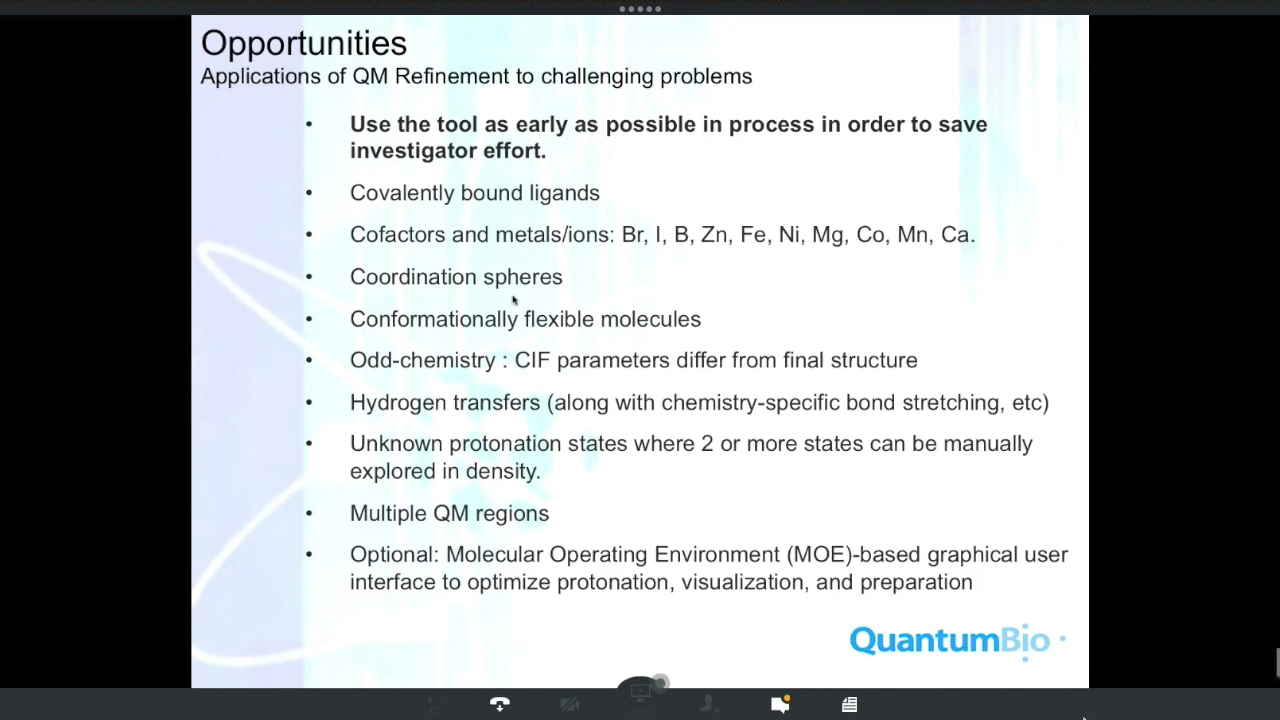 Opportunities
Applications of QM Refinement to challenging problems
• Use the tool as early as possible in process in order to save
investigator effort.
• Covalently bound ligands
• Cofactors and metals/ions: Br, I, B, Zn, Fe, Ni, Mg, Co, Mn, Ca.
• Coordination spheres
• Conformationally flexible molecules
• Odd-chemistry : CIF parameters differ from final structure
• Hydrogen transfers (along with chemistry-specific bond stretching, etc)
• Unknown protonation states where 2 or more states can be manually
explored in density.
• Multiple QM regions
• Optional: Molecular Operating Environment (MOE)-based graphical user
interface to optimize protonation, visualization, and preparation
QuantumBio